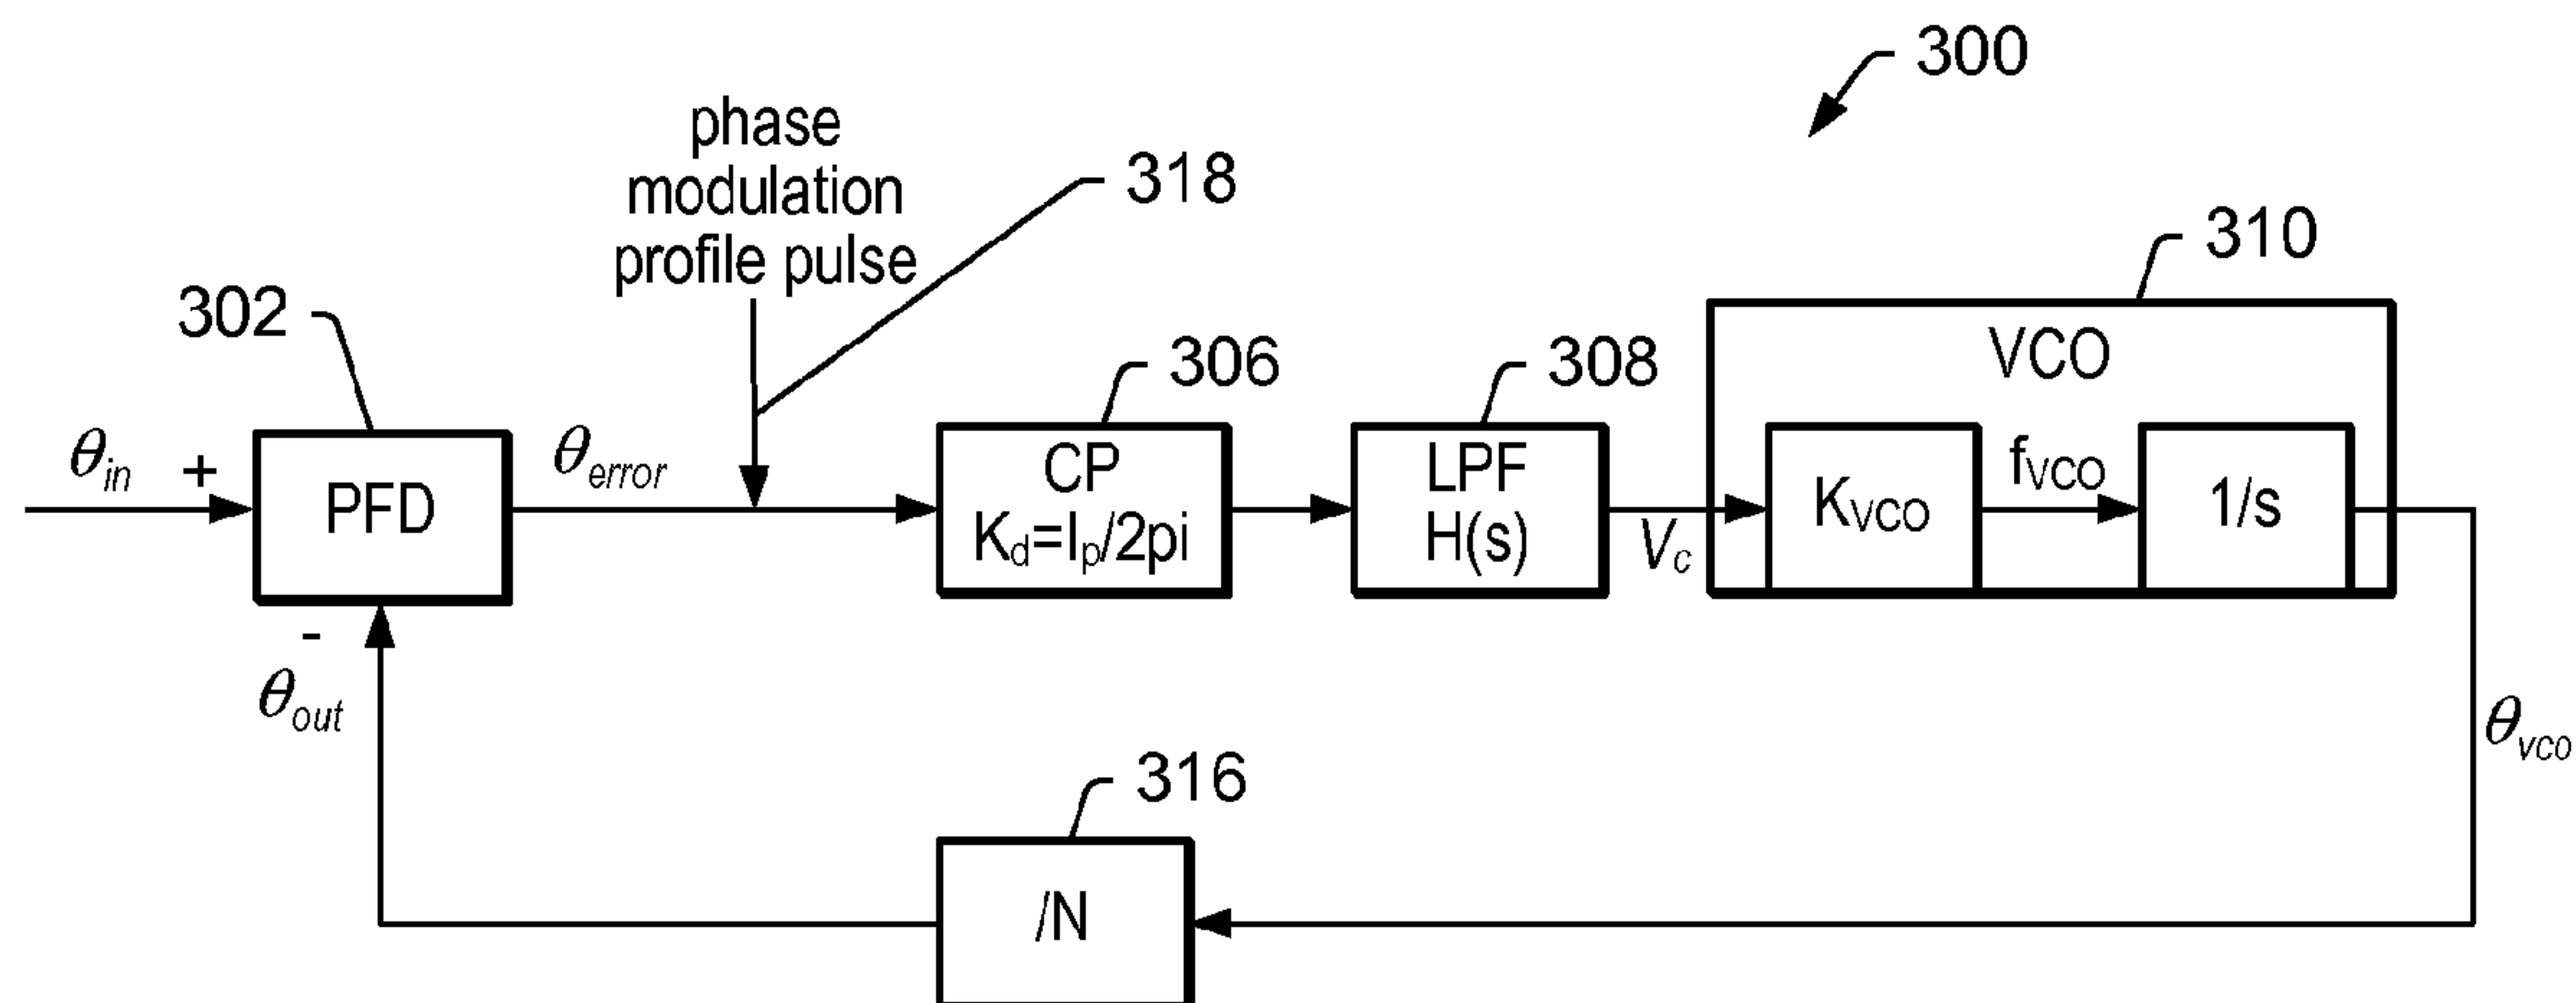 300
phase
modulation
profile pulse
318
310
302
VCO
306
308
θin
+
PFD
θerror
CP
Kd=Ip/2pi
LPF
H(s)
Vc
KVCO
fVCO
1/s
-
θout
θvco
316
/N